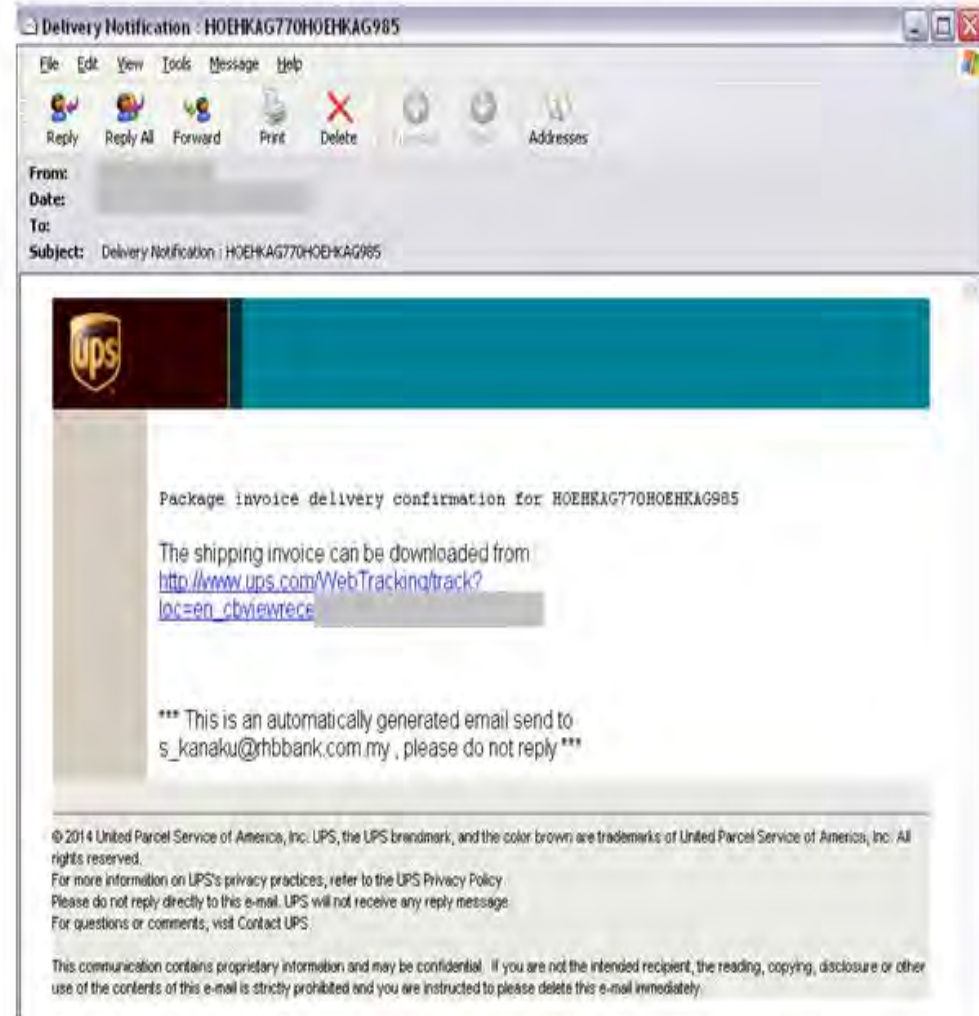 Delivery Notification : HOEHKAG770HOEHKAG985
File Edit View Tools Message Help
Reply Reply All Forward Print Delete Addresses
From:
Date:
To:
Subject: Delivery Notification : HOEHKAG770HOEHKAG985
ups
Package invoice delivery confirmation for HOEHKAG770HOEHKAG985
The shipping invoice can be downloaded from
http://www.ups.com/WebTracking/track?
loc=en_cbviewrece
*** This is an automatically generated email send to
s_kanaku@rhbbank.com.my , please do not reply ***
© 2014 United Parcel Service of America, Inc. UPS, the UPS brandmark, and the color brown are trademarks of United Parcel Service of America, Inc. All
rights reserved.
For more information on UPS's privacy practices, refer to the UPS Privacy Policy
Please do not reply directly to this e-mail. UPS will not receive any reply message
For questions or comments, visit Contact UPS
This communication contains proprietary information and may be confidential. If you are not the intended recipient, the reading, copying, disclosure or other
use of the contents of this e-mail is strictly prohibited and you are instructed to please delete this e-mail immediately.